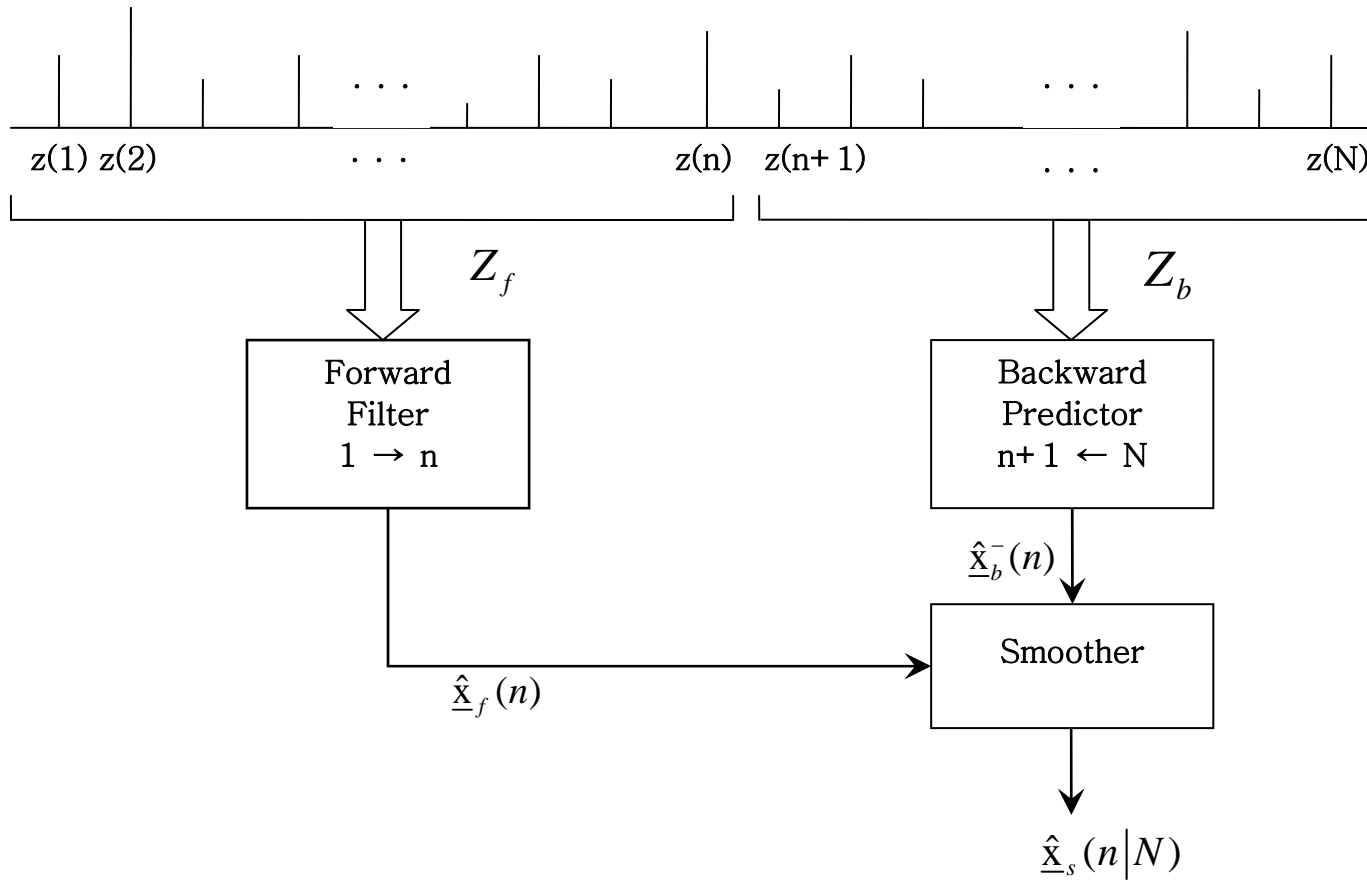 . . . . . .
z(1) z(2) . . . z(n) z(n+1) . . . z(N)
Z_f Z_b
Forward
Filter
1 → n
Backward
Predictor
n+1 ← N
x̲̂_b^−(n)
Smoother
x̲̂_f(n)
x̲̂_s(n|N)